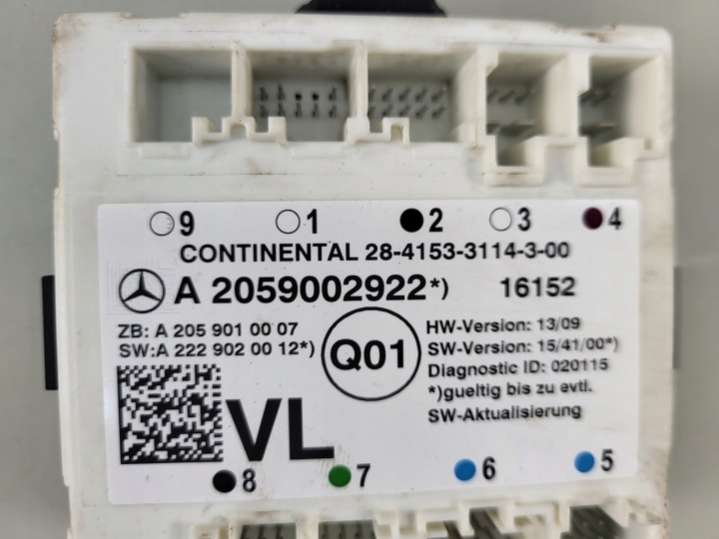 9 1 2 3 4
CONTINENTAL 28-4153-3114-3-00
A 2059002922*) 16152
ZB: A 205 901 00 07
SW:A 222 902 00 12*)
Q01
HW-Version: 13/09
SW-Version: 15/41/00*)
Diagnostic ID: 020115
*)gueltig bis zu evtl.
SW-Aktualisierung
VL
8 7 6 5